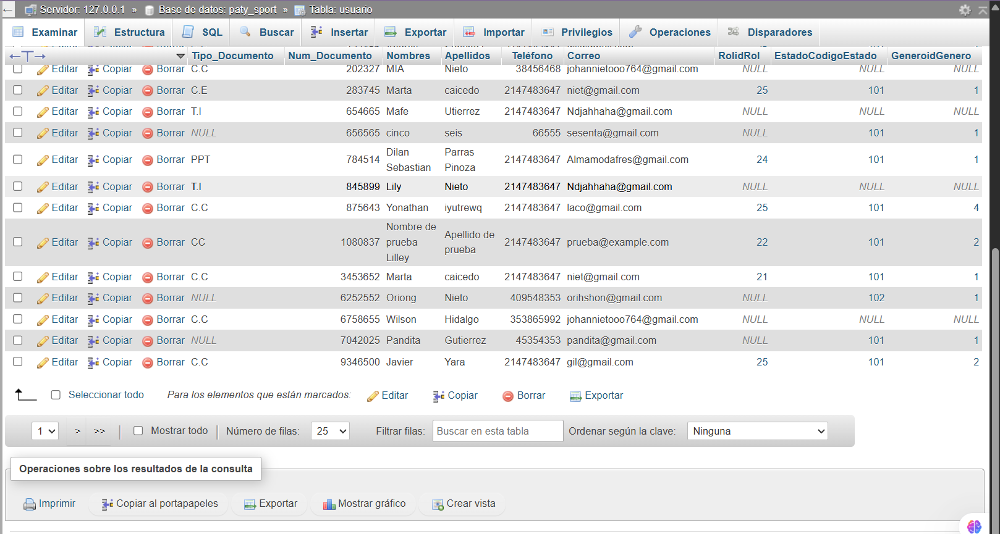 Servidor: 127.0.0.1 » Base de datos: paty_sport » Tabla: usuario
Examinar Estructura SQL Buscar Insertar Exportar Importar Privilegios Operaciones Disparadores
←T→ Tipo_Documento Num_Documento Nombres Apellidos Teléfono Correo RolidRol EstadoCodigoEstado GeneroidGenero
Editar Copiar Borrar C.C 202327 MIA Nieto 38456468 johannietooo764@gmail.com NULL NULL NULL
Editar Copiar Borrar C.E 283745 Marta caicedo 2147483647 niet@gmail.com 25 101 1
Editar Copiar Borrar T.I 654665 Mafe Utierrez 2147483647 Ndjahhaha@gmail.com NULL NULL NULL
Editar Copiar Borrar NULL 656565 cinco seis 66555 sesenta@gmail.com NULL 101 1
Editar Copiar Borrar PPT 784514 Dilan Sebastian Parras Pinoza 2147483647 Almamodafres@gmail.com 24 101 1
Editar Copiar Borrar T.I 845899 Lily Nieto 2147483647 Ndjahhaha@gmail.com NULL NULL NULL
Editar Copiar Borrar C.C 875643 Yonathan iyutrewq 2147483647 laco@gmail.com 25 101 4
Editar Copiar Borrar CC 1080837 Nombre de prueba Lilley Apellido de prueba 2147483647 prueba@example.com 22 101 2
Editar Copiar Borrar C.C 3453652 Marta caicedo 2147483647 niet@gmail.com 21 101 1
Editar Copiar Borrar NULL 6252552 Oriong Nieto 409548353 orihshon@gmail.com NULL 102 1
Editar Copiar Borrar C.C 6758655 Wilson Hidalgo 353865992 johannietooo764@gmail.com NULL NULL NULL
Editar Copiar Borrar NULL 7042025 Pandita Gutierrez 45354353 pandita@gmail.com NULL 101 1
Editar Copiar Borrar C.C 9346500 Javier Yara 2147483647 gil@gmail.com 25 101 2
Seleccionar todo Para los elementos que están marcados: Editar Copiar Borrar Exportar
1 > >> | Mostrar todo | Número de filas: 25 Filtrar filas: Buscar en esta tabla Ordenar según la clave: Ninguna
Operaciones sobre los resultados de la consulta
Imprimir Copiar al portapapeles Exportar Mostrar gráfico Crear vista